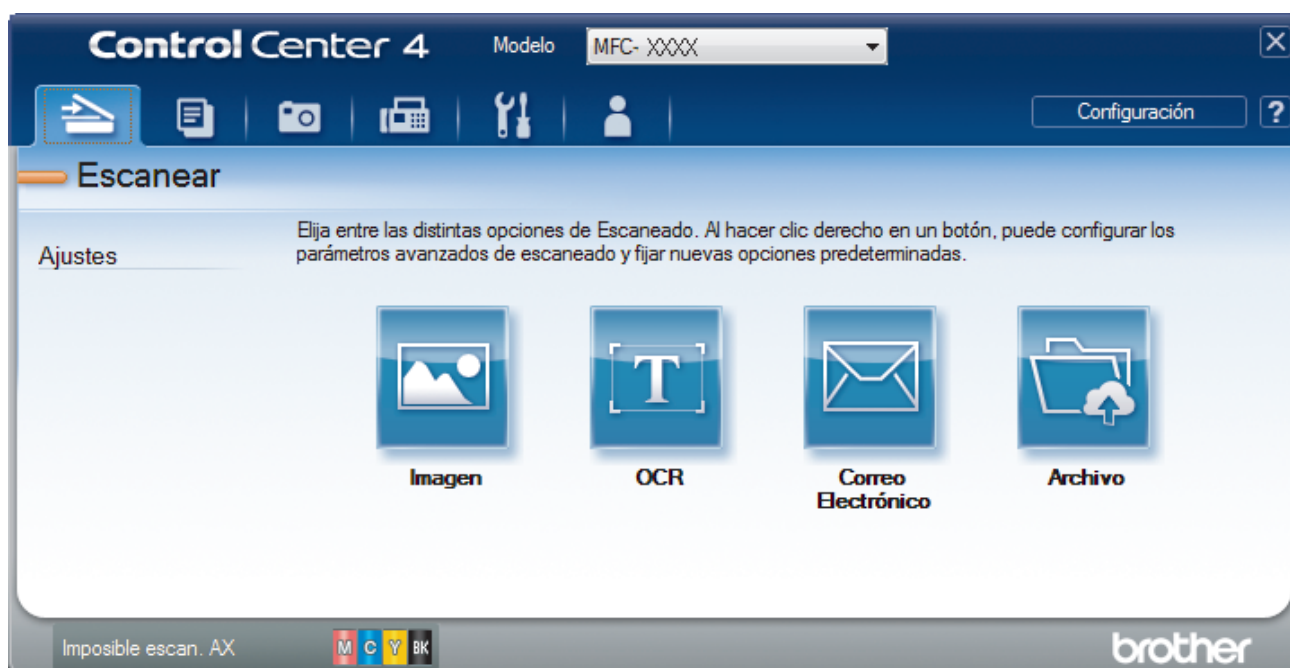 ControlCenter 4 Modelo MFC- XXXX
Configuración ?
Escanear
Ajustes
Elija entre las distintas opciones de Escaneado. Al hacer clic derecho en un botón, puede configurar los
parámetros avanzados de escaneado y fijar nuevas opciones predeterminadas.
T
Imagen
OCR
Correo
Electrónico
Archivo
Imposible escan. AX M C Y BK brother